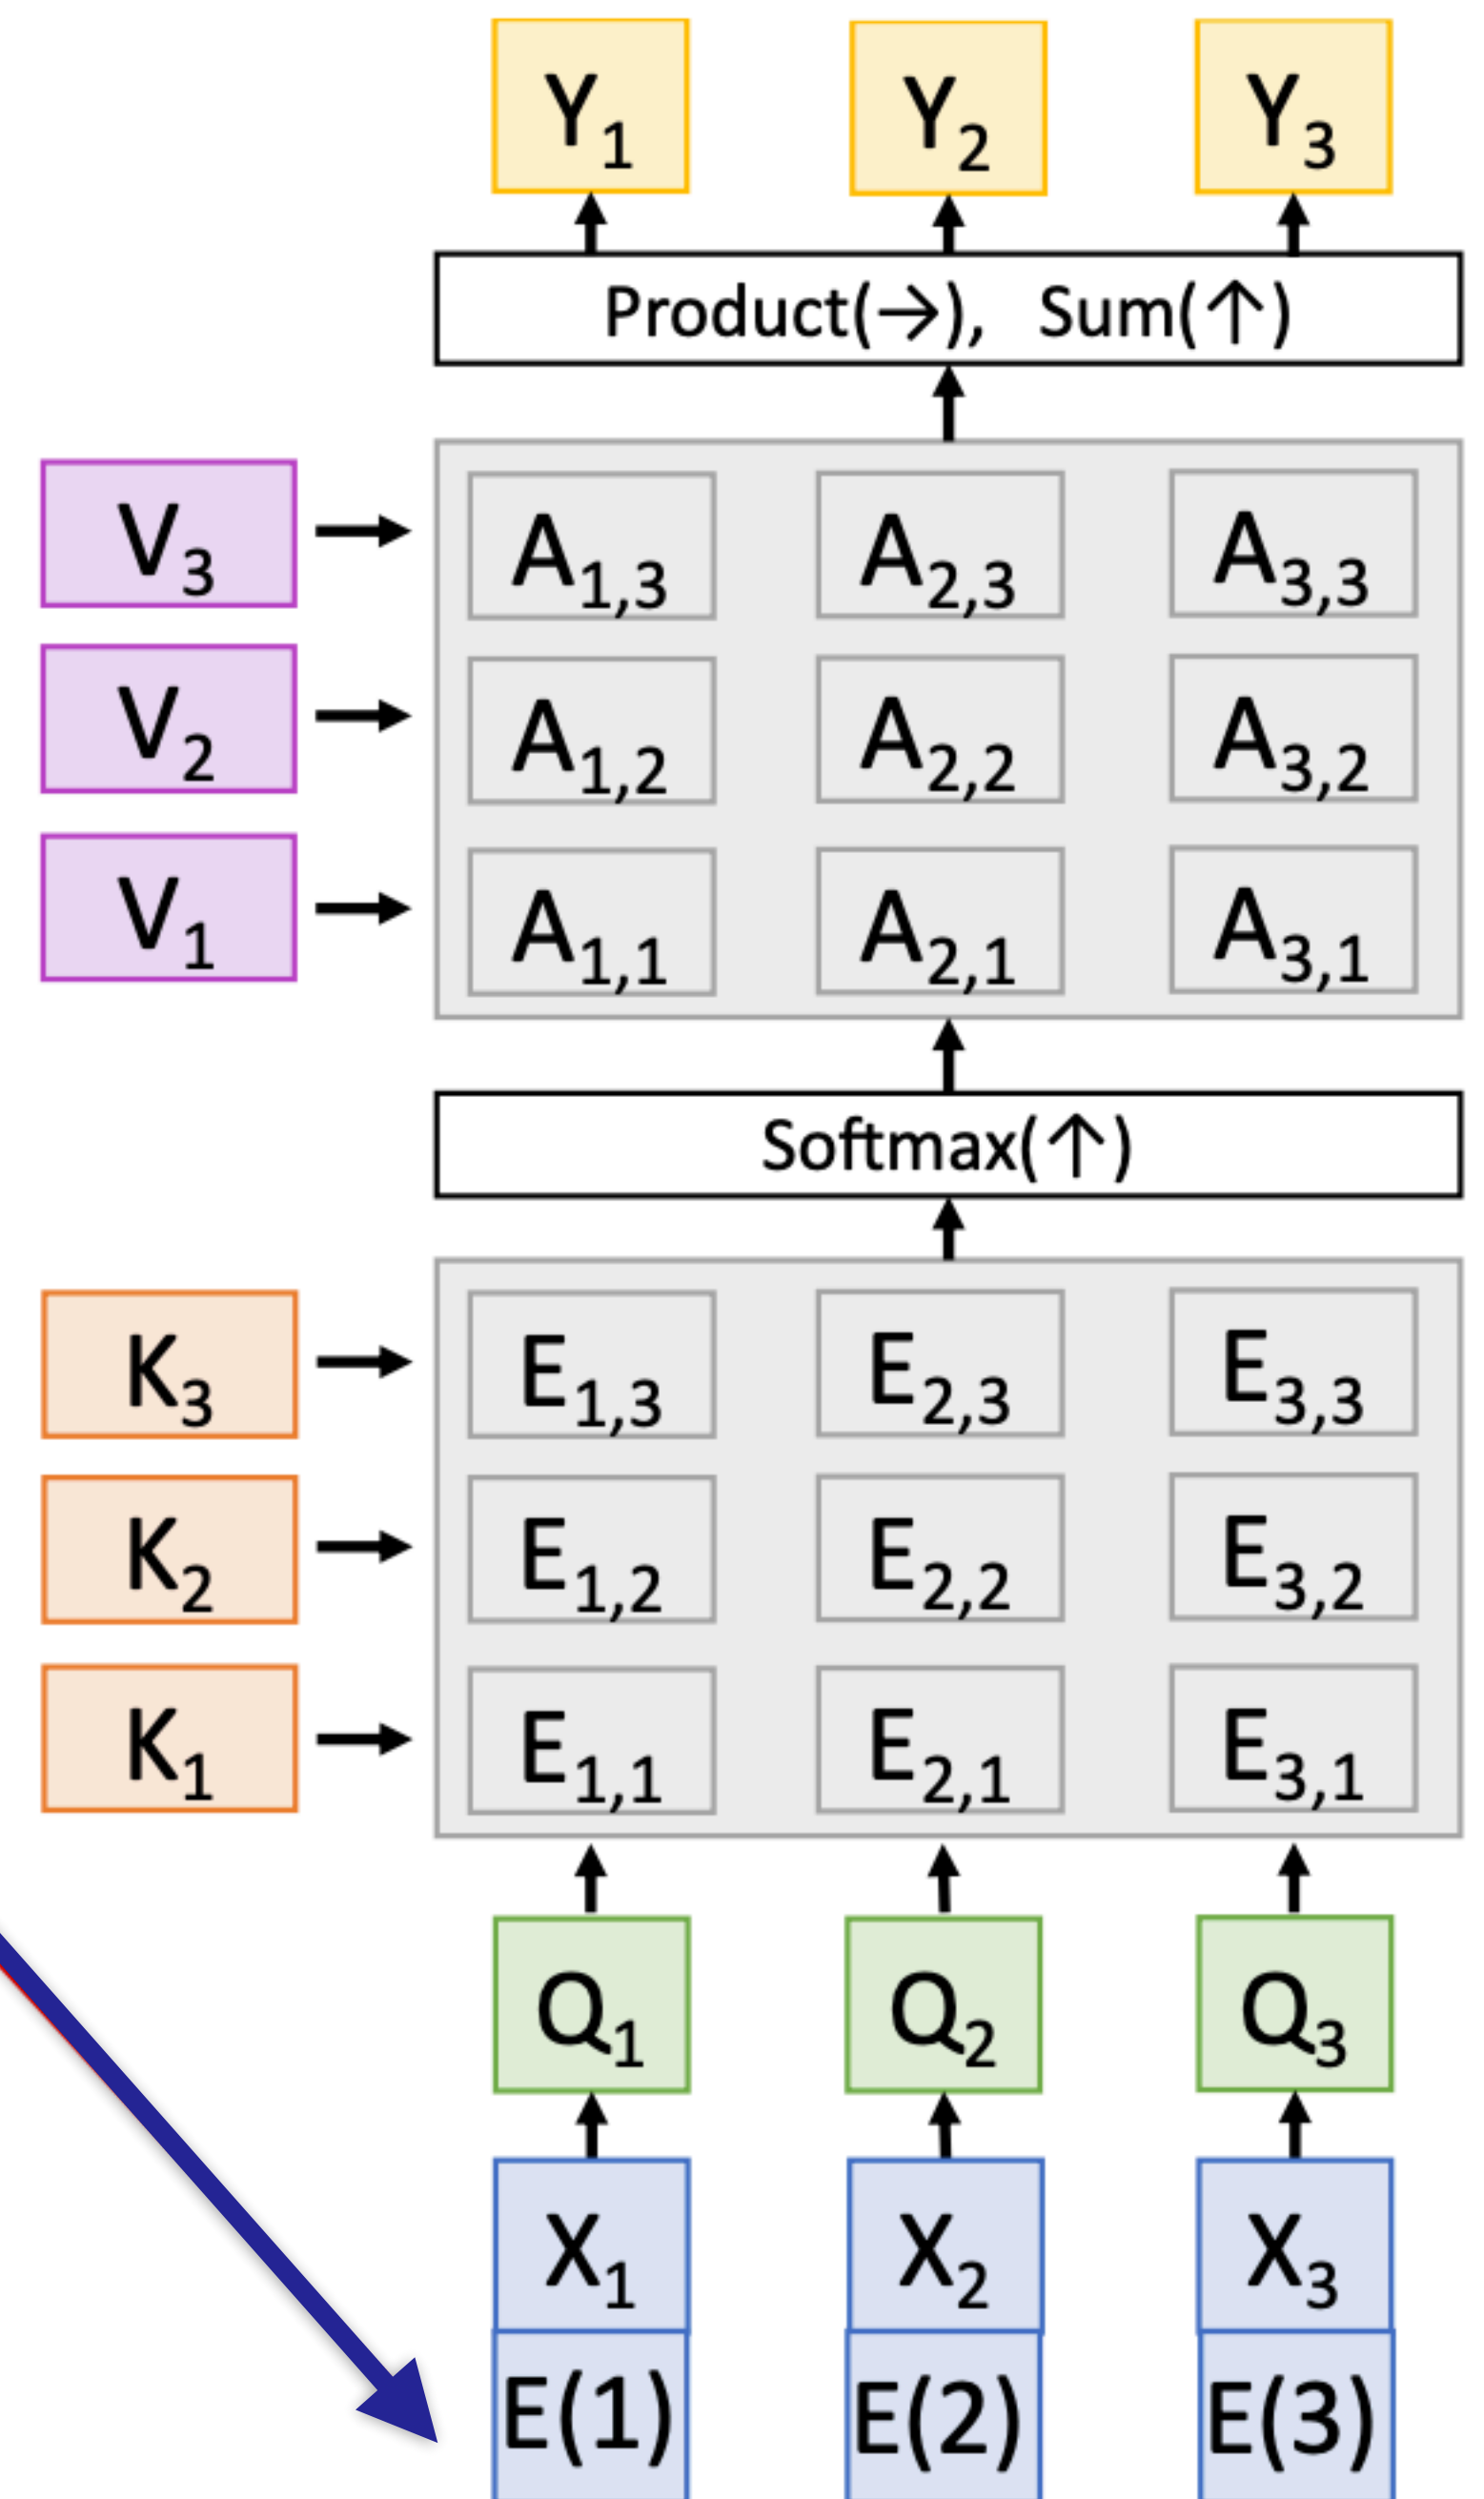 Y1 Y2 Y3
Product(→), Sum(↑)
V3 A1,3 A2,3 A3,3
V2 A1,2 A2,2 A3,2
V1 A1,1 A2,1 A3,1
Softmax(↑)
K3 E1,3 E2,3 E3,3
K2 E1,2 E2,2 E3,2
K1 E1,1 E2,1 E3,1
Q1 Q2 Q3
X1 X2 X3
E(1) E(2) E(3)